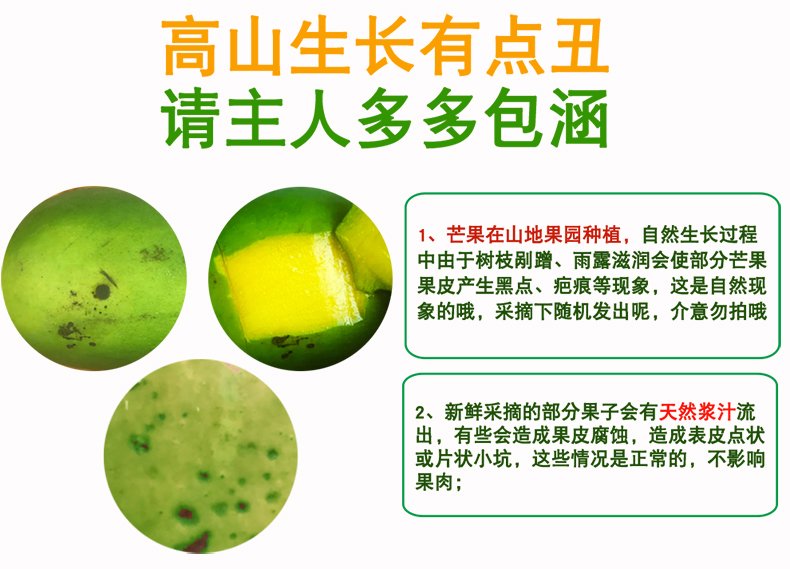 高山生长有点丑
请主人多多包涵
1、芒果在山地果园种植，自然生长过程
中由于树枝剐蹭、雨露滋润会使部分芒果
果皮产生黑点、疤痕等现象，这是自然现
象的哦，采摘下随机发出呢，介意勿拍哦
2、新鲜采摘的部分果子会有天然浆汁流
出，有些会造成果皮腐蚀，造成表皮点状
或片状小坑，这些情况是正常的，不影响
果肉；